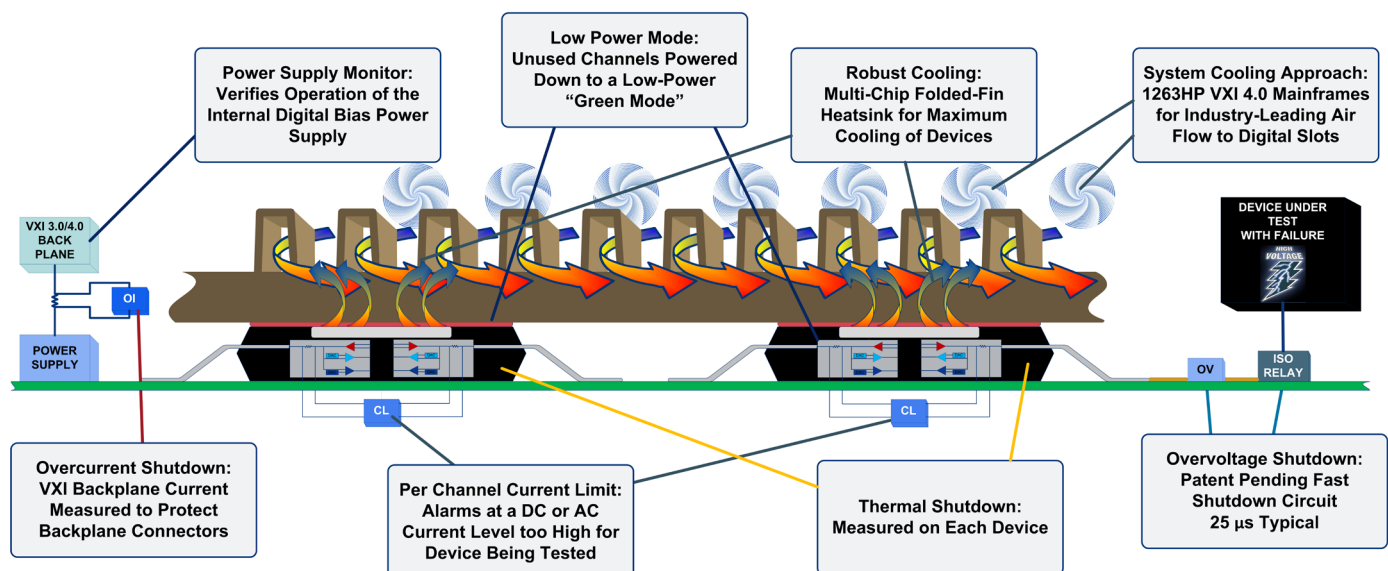 Power Supply Monitor:
Verifies Operation of the
Internal Digital Bias Power
Supply
Low Power Mode:
Unused Channels Powered
Down to a Low-Power
“Green Mode”
Robust Cooling:
Multi-Chip Folded-Fin
Heatsink for Maximum
Cooling of Devices
System Cooling Approach:
1263HP VXI 4.0 Mainframes
for Industry-Leading Air
Flow to Digital Slots
VXI 3.0/4.0
BACK
PLANE
OI
POWER
SUPPLY
DEVICE UNDER
TEST
WITH FAILURE
HIGH
VOLTAGE
OV
ISO
RELAY
CL
CL
Overcurrent Shutdown:
VXI Backplane Current
Measured to Protect
Backplane Connectors
Per Channel Current Limit:
Alarms at a DC or AC
Current Level too High for
Device Being Tested
Thermal Shutdown:
Measured on Each Device
Overvoltage Shutdown:
Patent Pending Fast
Shutdown Circuit
25 µs Typical